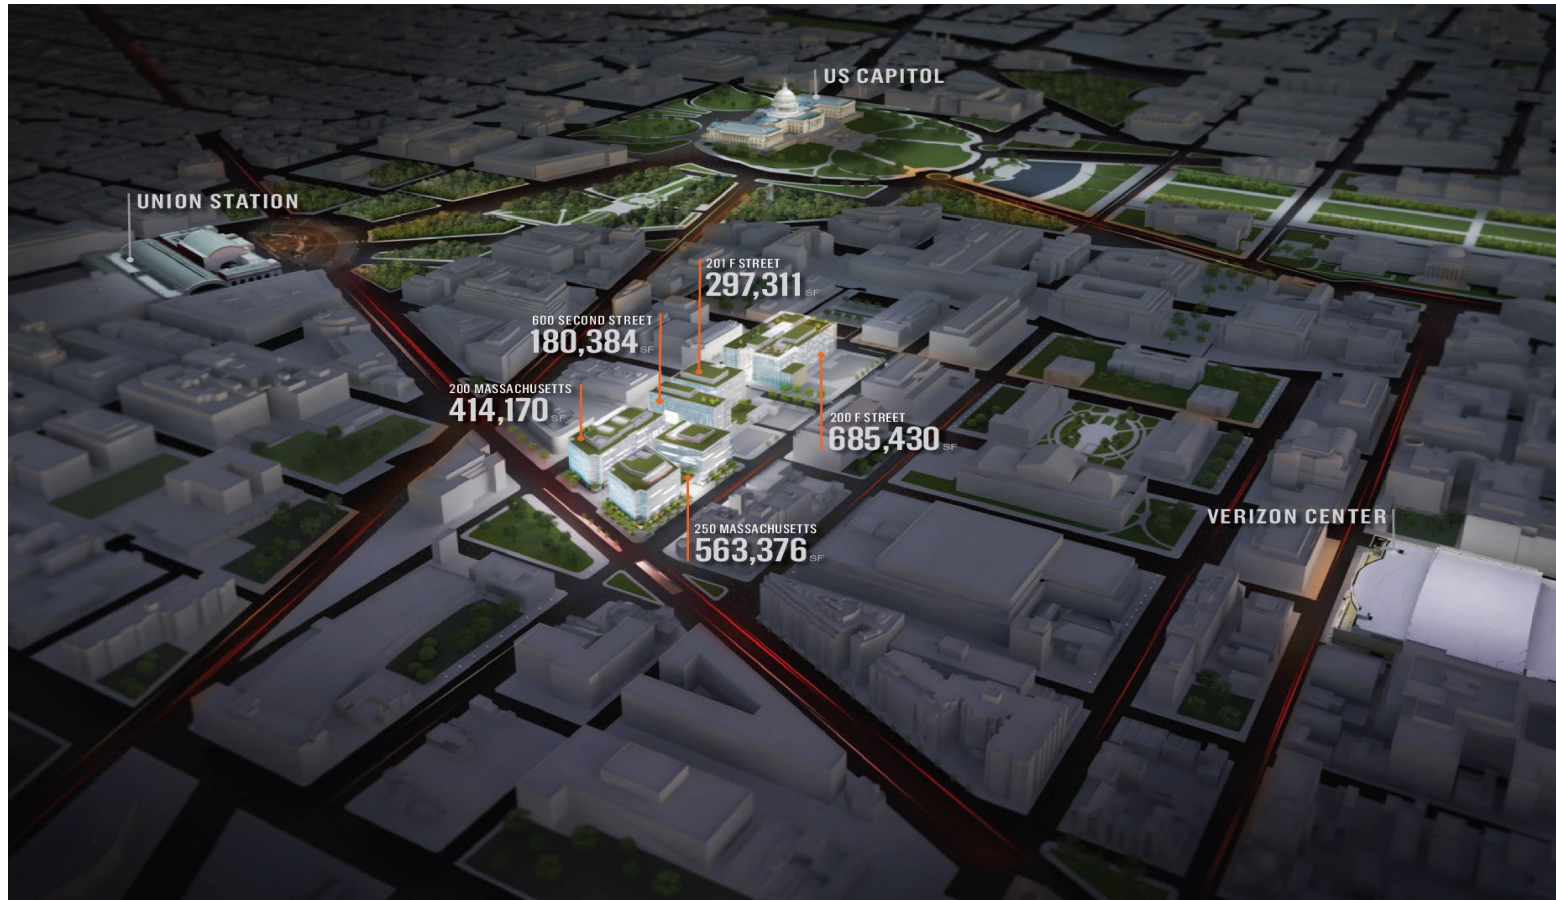 US CAPITOL
UNION STATION
201 F STREET
297,311 SF
600 SECOND STREET
180,384 SF
200 MASSACHUSETTS
414,170 SF
200 F STREET
685,430 SF
VERIZON CENTER
250 MASSACHUSETTS
563,376 SF